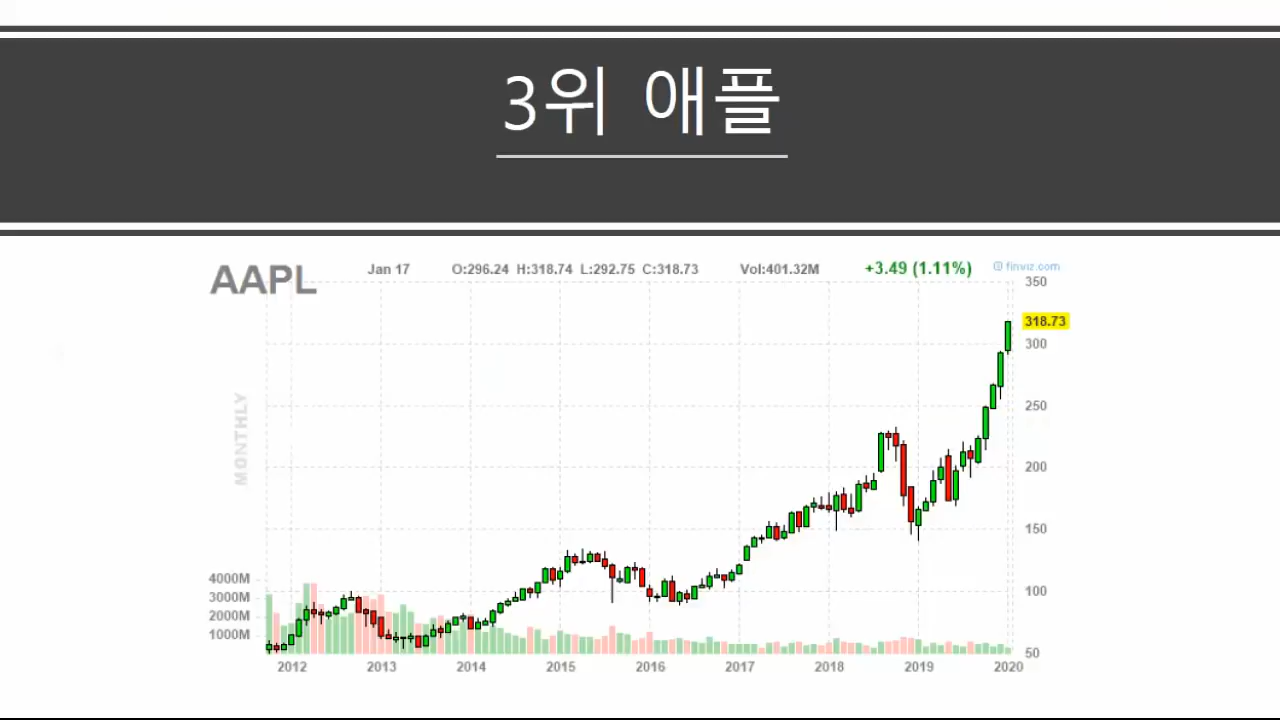 3위 애플
AAPL Jan 17 O:296.24 H:318.74 L:292.75 C:318.73 Vol:401.32M +3.49 (1.11%) finviz.com
350
318.73
300
250
MONTHLY
200
150
4000M
100
3000M
2000M
1000M
50
2012 2013 2014 2015 2016 2017 2018 2019 2020